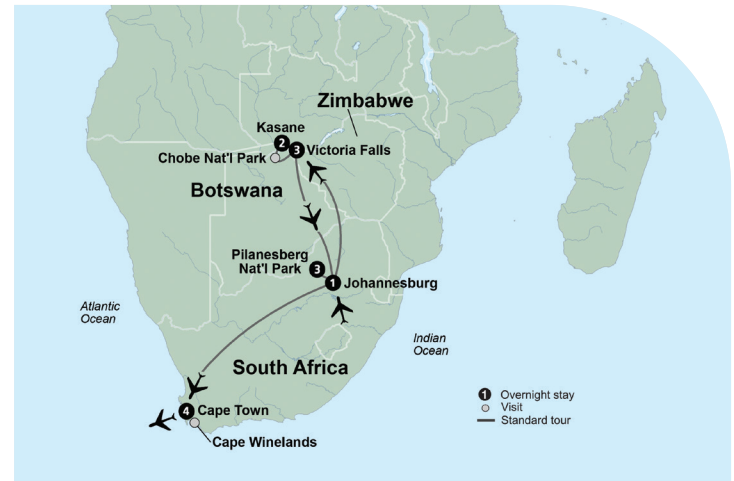 Zimbabwe
Kasane
2
3
Victoria Falls
Chobe Nat'l Park
Botswana
Pilanesberg
Nat'l Park
3
1
Johannesburg
Atlantic
Ocean
Indian
Ocean
South Africa
4
Cape Town
Cape Winelands
1 Overnight stay
Visit
Standard tour